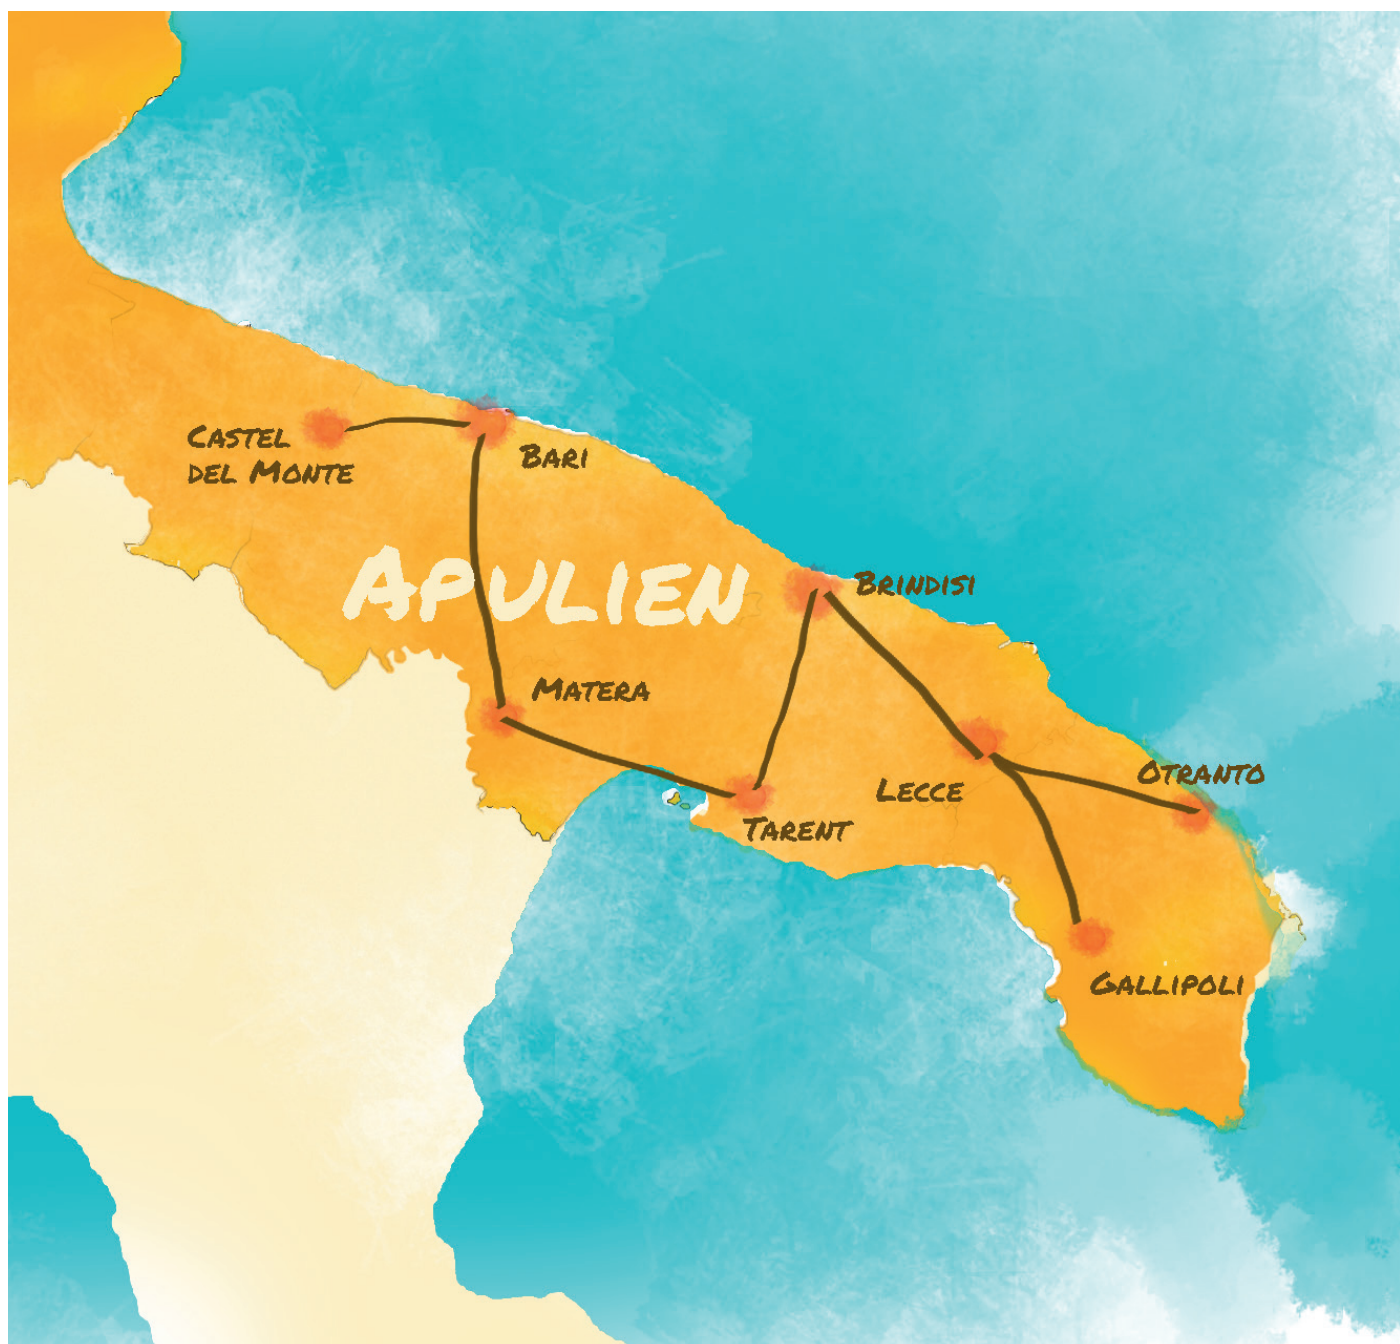 Castel
del Monte
Bari
Apulien
Brindisi
Matera
Otranto
Lecce
Tarent
Gallipoli